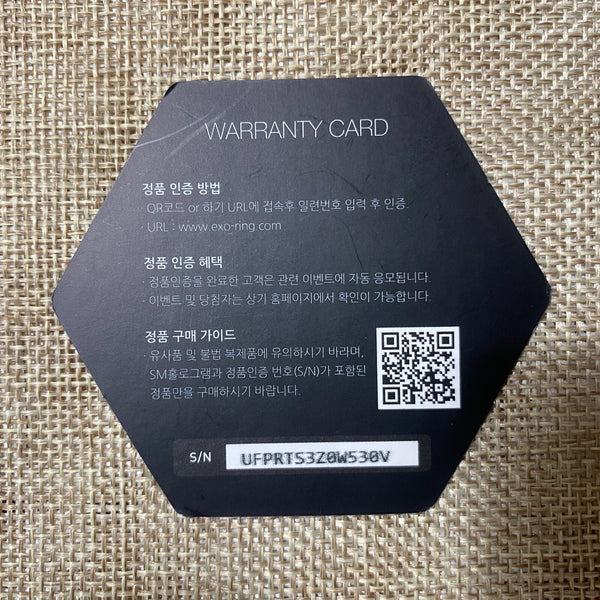 WARRANTY CARD
정품 인증 방법
· QR코드 or 하기 URL에 접속후 일련번호 입력 후 인증.
· URL : www.exo-ring.com
정품 인증 혜택
· 정품인증을 완료한 고객은 관련 이벤트에 자동 응모됩니다.
· 이벤트 및 당첨자는 상기 홈페이지에서 확인이 가능합니다.
정품 구매 가이드
· 유사품 및 불법 복제품에 유의하시기 바라며,
SM홀로그램과 정품인증 번호(S/N)가 포함된
정품만을 구매하시기 바랍니다.
S/N UFPRTS3Z0W530V